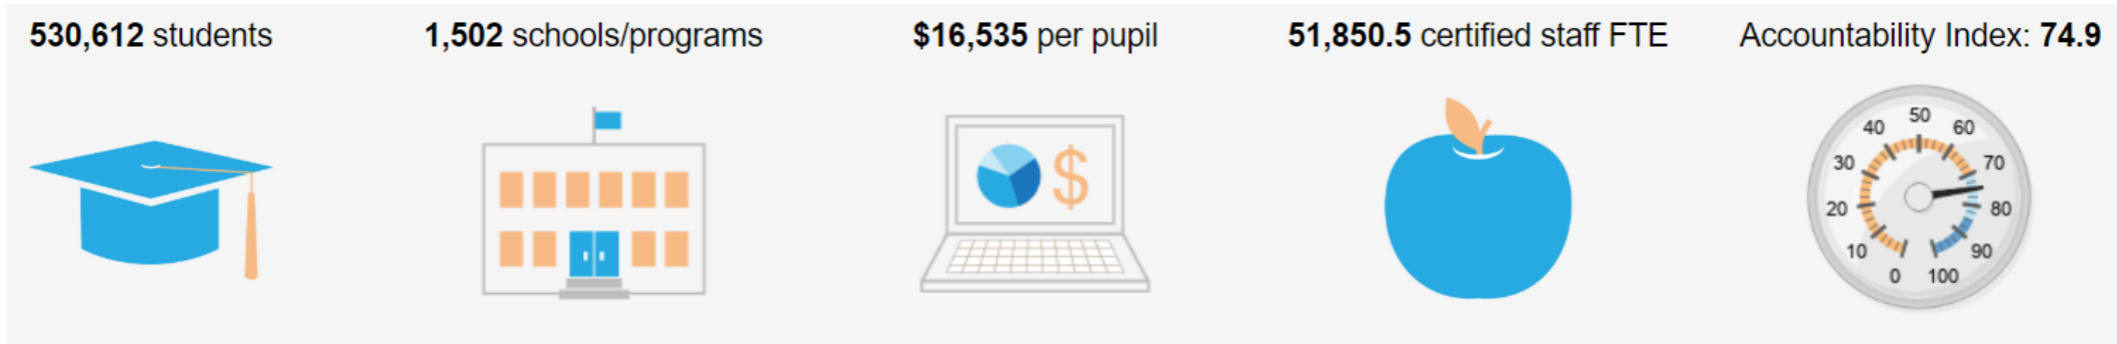 530,612 students
1,502 schools/programs
$16,535 per pupil
51,850.5 certified staff FTE
Accountability Index: 74.9
$
0
10
20
30
40
50
60
70
80
90
100